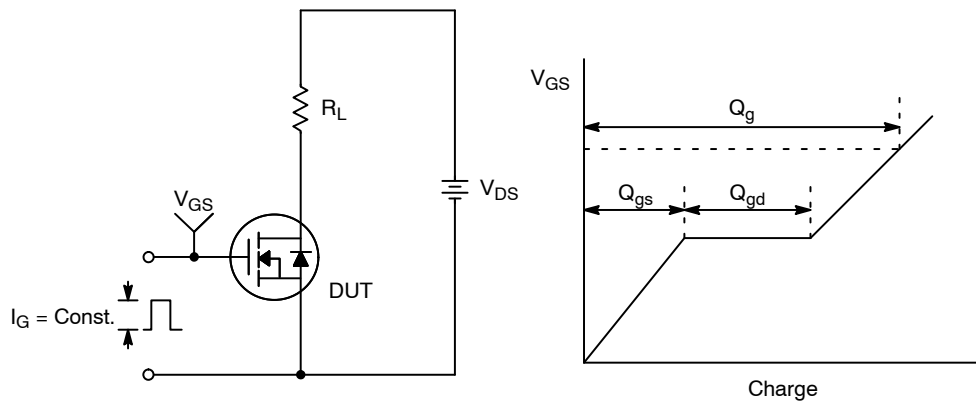 R_L
V_DS
V_GS
DUT
I_G = Const.
V_GS
Q_g
Q_gs
Q_gd
Charge